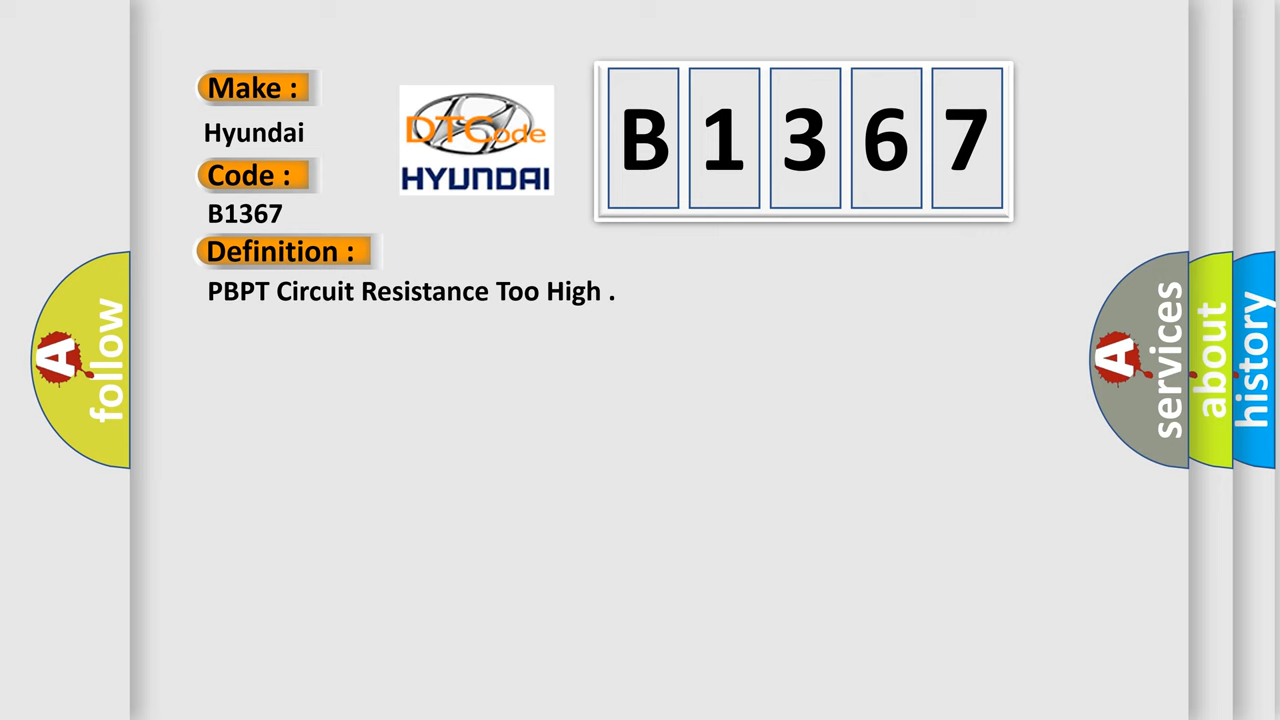 Make :
Hyundai
Code :
B1367
Definition :
PBPT Circuit Resistance Too High .
DTCode
HYUNDAI
B 1 3 6 7
A follow
A services
about
history